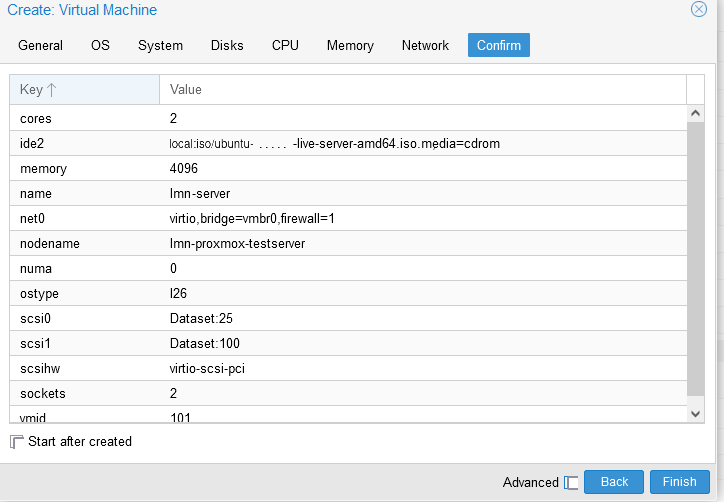 Create: Virtual Machine
General OS System Disks CPU Memory Network Confirm
Key Value
cores 2
ide2 local:iso/ubuntu- . . . . . -live-server-amd64.iso.media=cdrom
memory 4096
name lmn-server
net0 virtio,bridge=vmbr0,firewall=1
nodename lmn-proxmox-testserver
numa 0
ostype l26
scsi0 Dataset:25
scsi1 Dataset:100
scsihw virtio-scsi-pci
sockets 2
vmid 101
Start after created
Advanced Back Finish